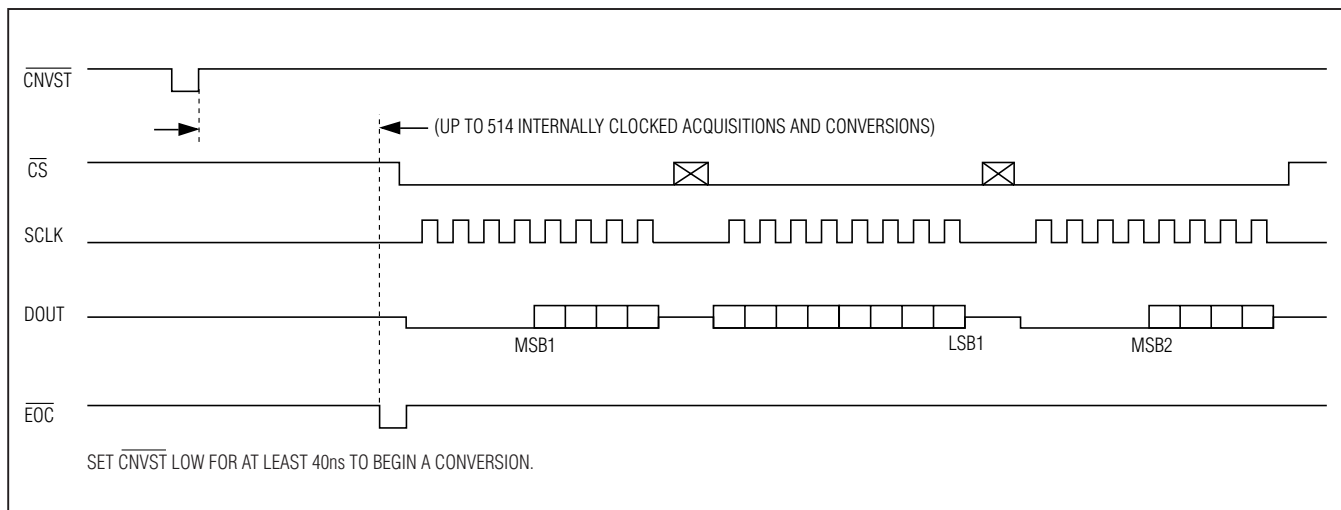 CNVST
(UP TO 514 INTERNALLY CLOCKED ACQUISITIONS AND CONVERSIONS)
CS
SCLK
DOUT
MSB1
LSB1
MSB2
EOC
SET CNVST LOW FOR AT LEAST 40ns TO BEGIN A CONVERSION.